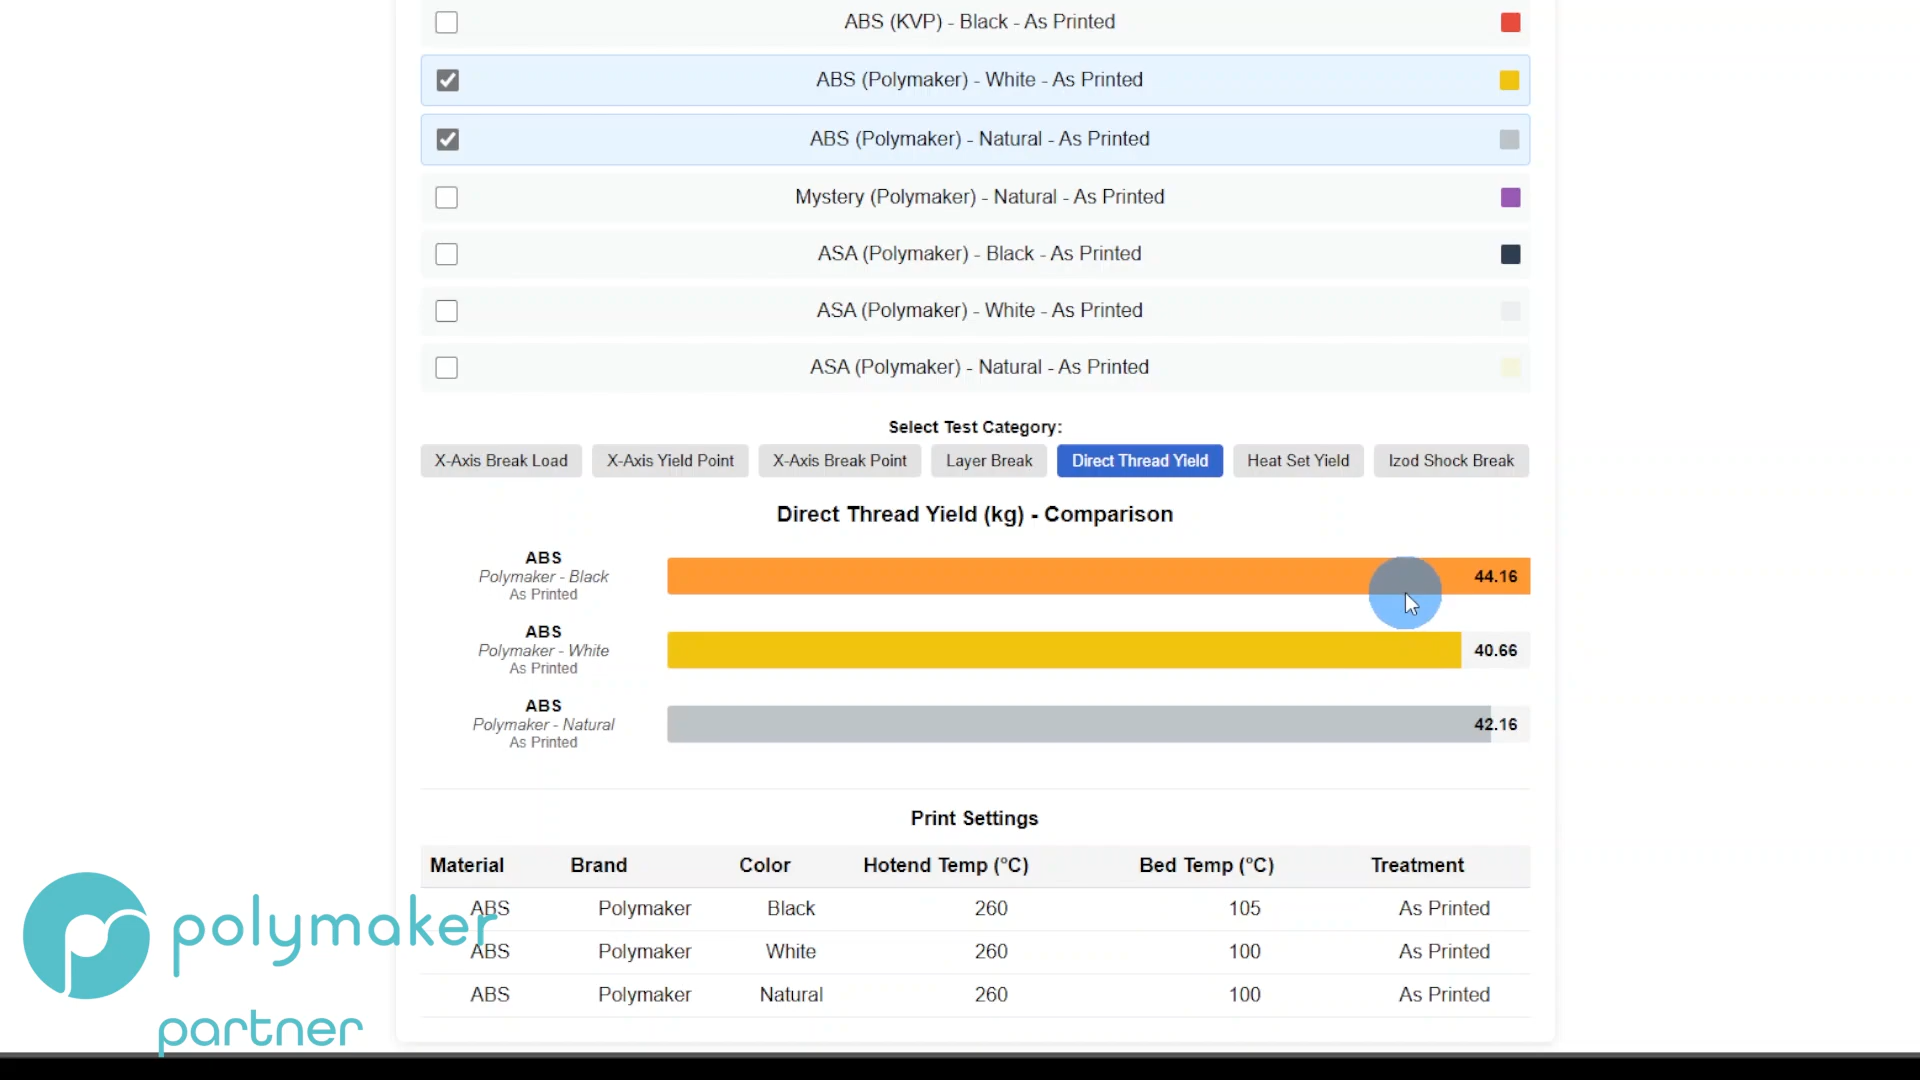 ABS (KVP) - Black - As Printed
ABS (Polymaker) - White - As Printed
ABS (Polymaker) - Natural - As Printed
Mystery (Polymaker) - Natural - As Printed
ASA (Polymaker) - Black - As Printed
ASA (Polymaker) - White - As Printed
ASA (Polymaker) - Natural - As Printed
Select Test Category:
X-Axis Break Load X-Axis Yield Point X-Axis Break Point Layer Break Direct Thread Yield Heat Set Yield Izod Shock Break
Direct Thread Yield (kg) - Comparison
ABS
Polymaker - Black
As Printed
44.16
ABS
Polymaker - White
As Printed
40.66
ABS
Polymaker - Natural
As Printed
42.16
Print Settings
Material Brand Color Hotend Temp (°C) Bed Temp (°C) Treatment
ABS Polymaker Black 260 105 As Printed
ABS Polymaker White 260 100 As Printed
ABS Polymaker Natural 260 100 As Printed
polymaker
partner